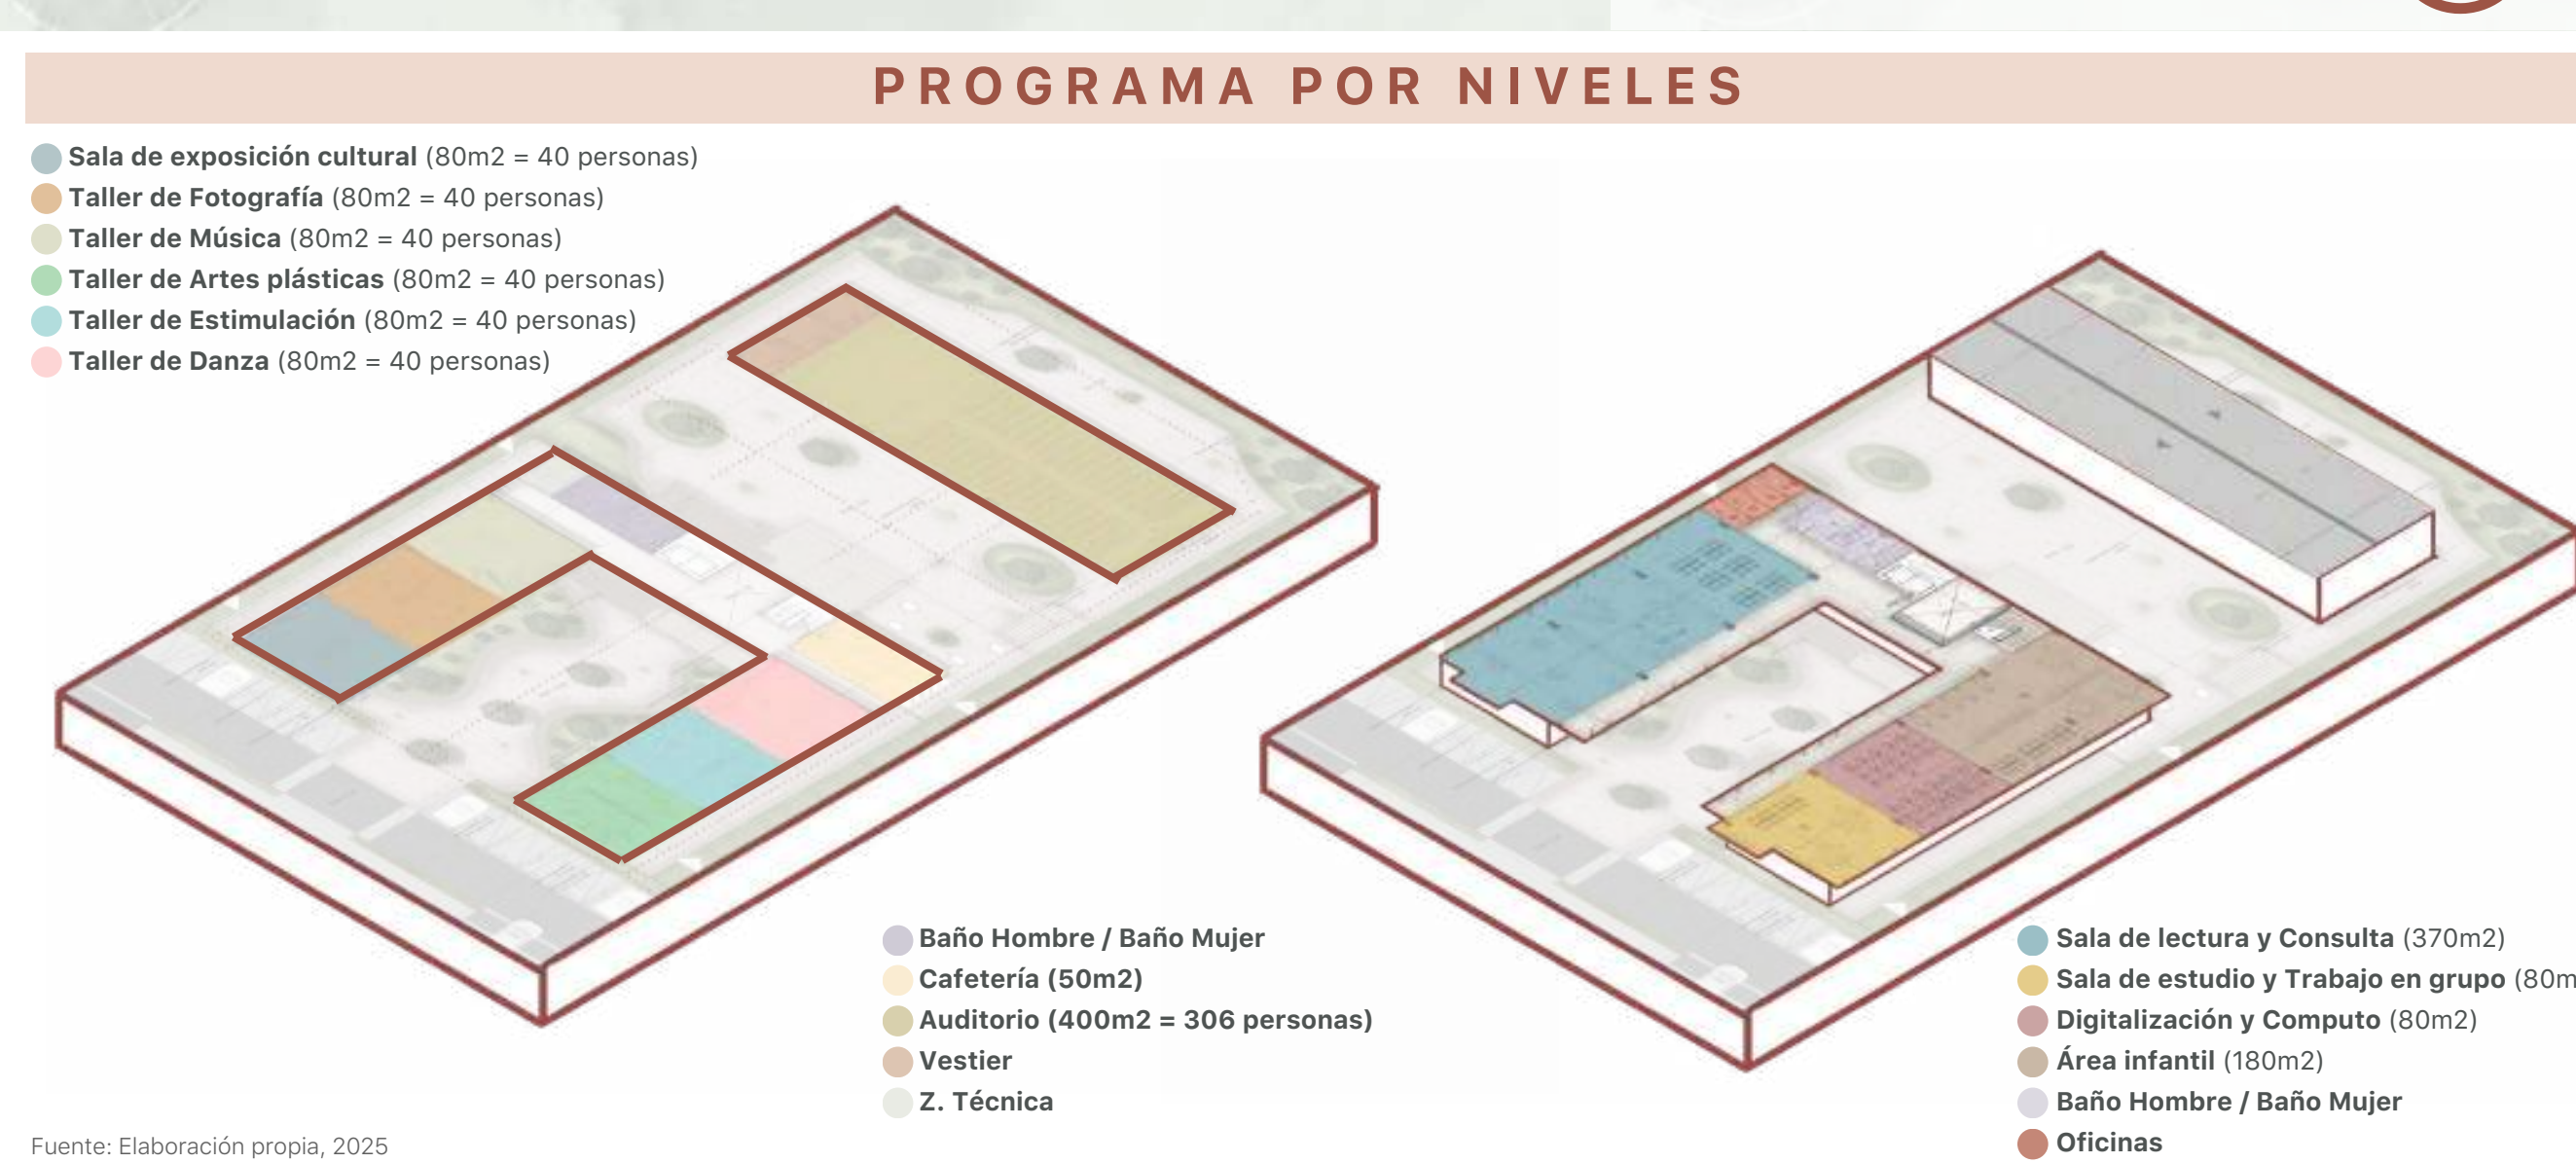 PROGRAMA POR NIVELES
Sala de exposición cultural (80m2 = 40 personas)
Taller de Fotografía (80m2 = 40 personas)
Taller de Música (80m2 = 40 personas)
Taller de Artes plásticas (80m2 = 40 personas)
Taller de Estimulación (80m2 = 40 personas)
Taller de Danza (80m2 = 40 personas)
Baño Hombre / Baño Mujer
Cafetería (50m2)
Auditorio (400m2 = 306 personas)
Vestier
Z. Técnica
Sala de lectura y Consulta (370m2)
Sala de estudio y Trabajo en grupo (80m
Digitalización y Computo (80m2)
Área infantil (180m2)
Baño Hombre / Baño Mujer
Oficinas
Fuente: Elaboración propia, 2025